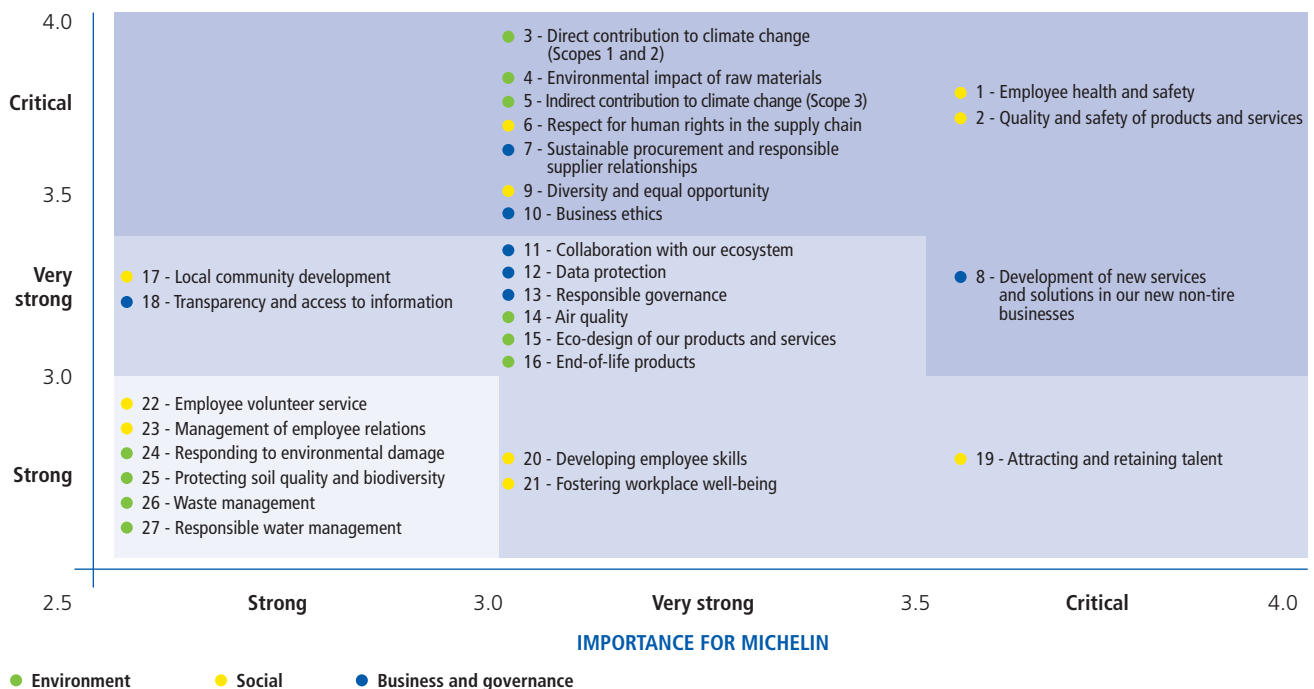 4.0
Critical
3.5
Very
strong
3.0
Strong
3 - Direct contribution to climate change
(Scopes 1 and 2)
4 - Environmental impact of raw materials
5 - Indirect contribution to climate change (Scope 3)
6 - Respect for human rights in the supply chain
7 - Sustainable procurement and responsible
supplier relationships
9 - Diversity and equal opportunity
10 - Business ethics
1 - Employee health and safety
2 - Quality and safety of products and services
17 - Local community development
18 - Transparency and access to information
11 - Collaboration with our ecosystem
12 - Data protection
13 - Responsible governance
14 - Air quality
15 - Eco-design of our products and services
16 - End-of-life products
8 - Development of new services
and solutions in our new non-tire
businesses
22 - Employee volunteer service
23 - Management of employee relations
24 - Responding to environmental damage
25 - Protecting soil quality and biodiversity
26 - Waste management
27 - Responsible water management
20 - Developing employee skills
21 - Fostering workplace well-being
19 - Attracting and retaining talent
2.5 Strong 3.0 Very strong 3.5 Critical 4.0
IMPORTANCE FOR MICHELIN
Environment Social Business and governance